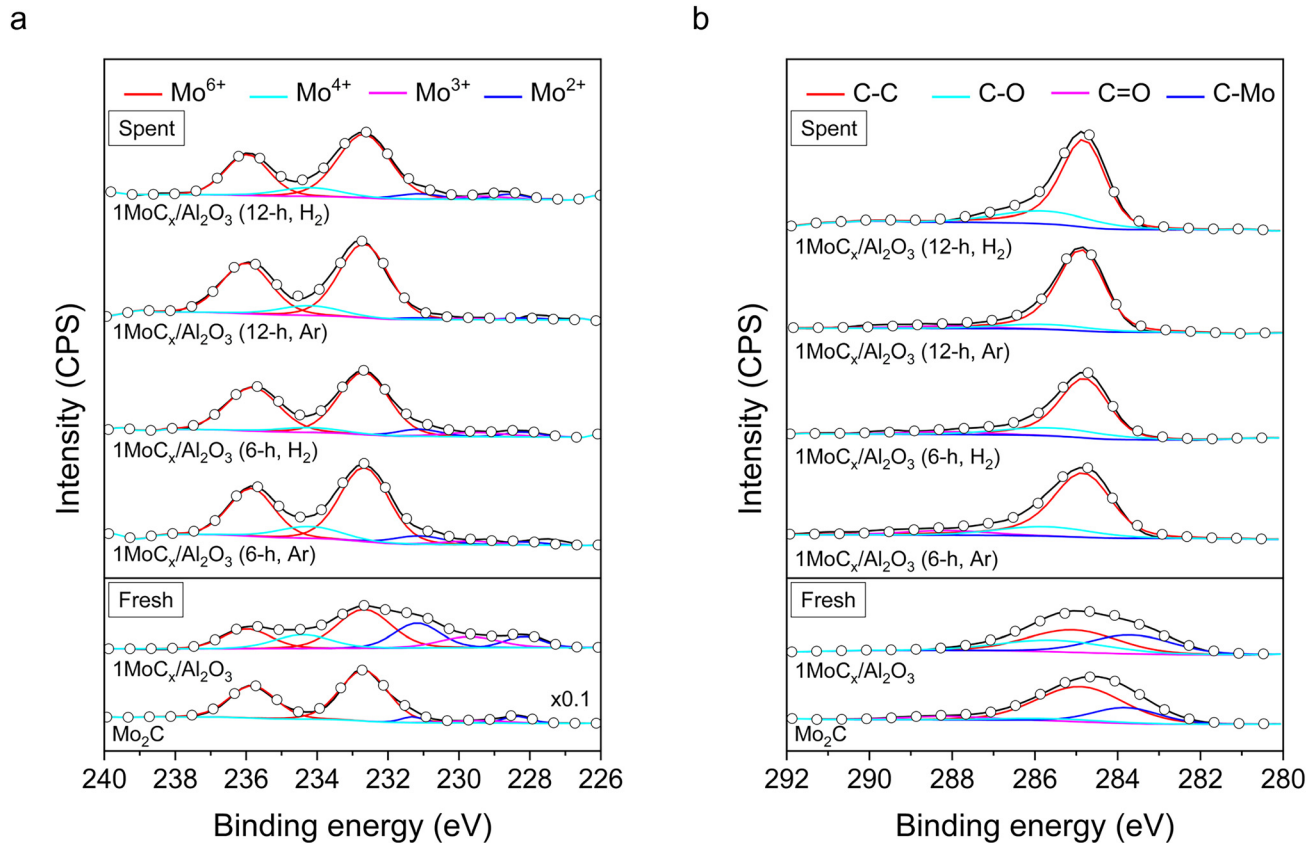 a
Intensity (CPS)
Mo⁶⁺ Mo⁴⁺ Mo³⁺ Mo²⁺
Spent
1MoCₓ/Al₂O₃ (12-h, H₂)
1MoCₓ/Al₂O₃ (12-h, Ar)
1MoCₓ/Al₂O₃ (6-h, H₂)
1MoCₓ/Al₂O₃ (6-h, Ar)
Fresh
1MoCₓ/Al₂O₃
x0.1
Mo₂C
240 238 236 234 232 230 228 226
Binding energy (eV)
b
Intensity (CPS)
C-C C-O C=O C-Mo
Spent
1MoCₓ/Al₂O₃ (12-h, H₂)
1MoCₓ/Al₂O₃ (12-h, Ar)
1MoCₓ/Al₂O₃ (6-h, H₂)
1MoCₓ/Al₂O₃ (6-h, Ar)
Fresh
1MoCₓ/Al₂O₃
Mo₂C
292 290 288 286 284 282 280
Binding energy (eV)